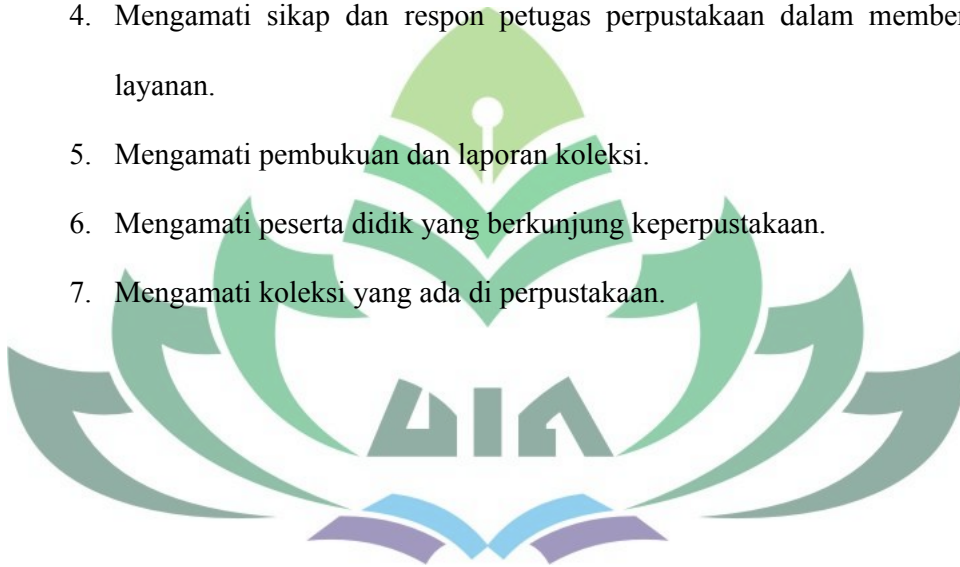 4. Mengamati sikap dan respon petugas perpustakaan dalam
layanan.
5. Mengamati pembukuan dan laporan koleksi.
6. Mengamati peserta didik yang berkunjung keperpustakaan.
7. Mengamati koleksi yang ada di perpustakaan.
UIN